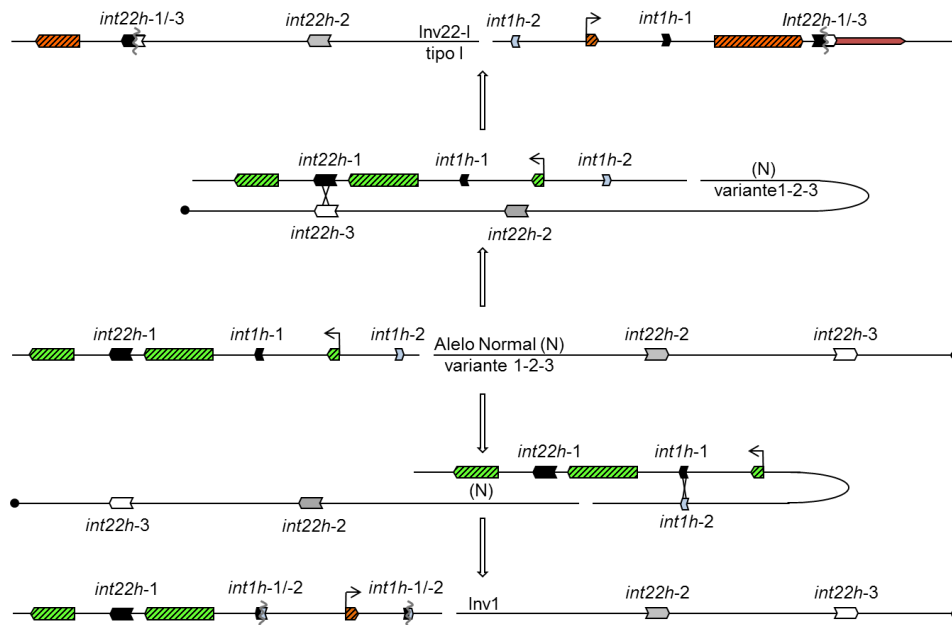 int22h-1/-3
int22h-2
Inv22-I
tipo I
int1h-2
int1h-1
Int22h-1/-3
int22h-1
int1h-1
int1h-2
(N)
variante1-2-3
int22h-3
int22h-2
int22h-1
int1h-1
int1h-2
Alelo Normal (N)
variante 1-2-3
int22h-2
int22h-3
int22h-1
int1h-1
(N)
int22h-3
int22h-2
int1h-2
int22h-1
int1h-1/-2
int1h-1/-2
Inv1
int22h-2
int22h-3